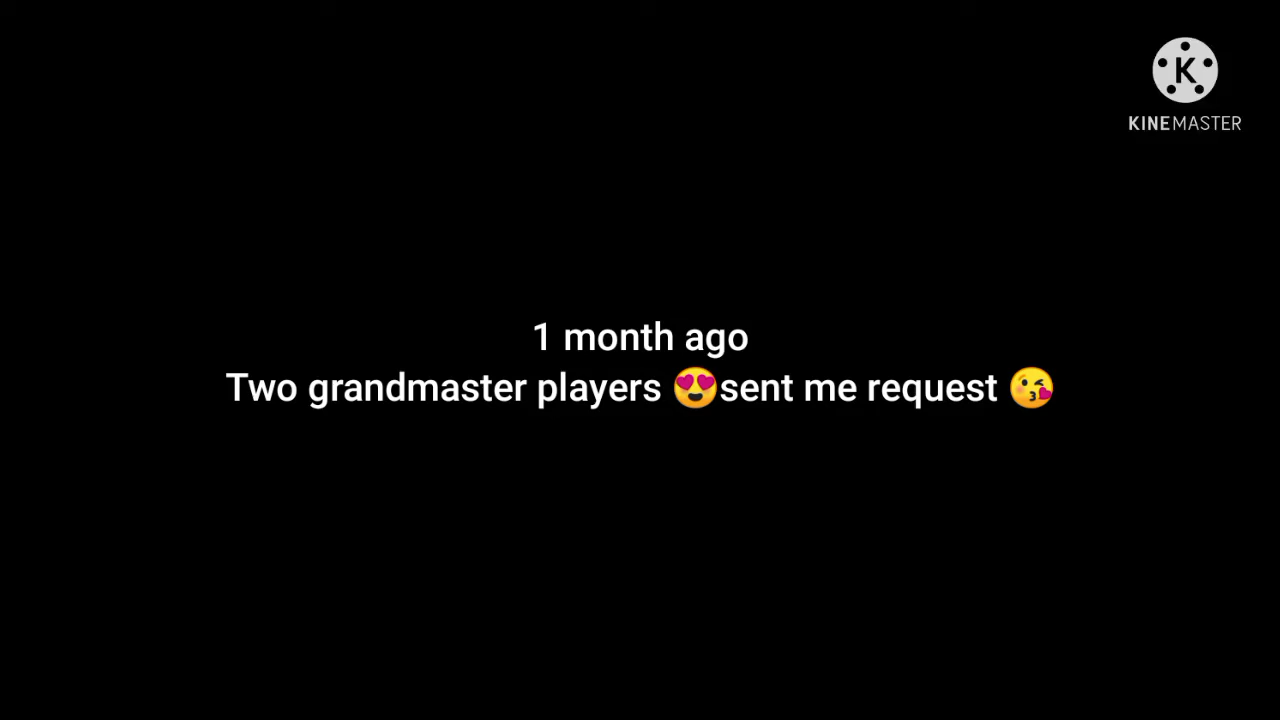 K
KINEMASTER
1 month ago
Two grandmaster players 😍sent me request 😘